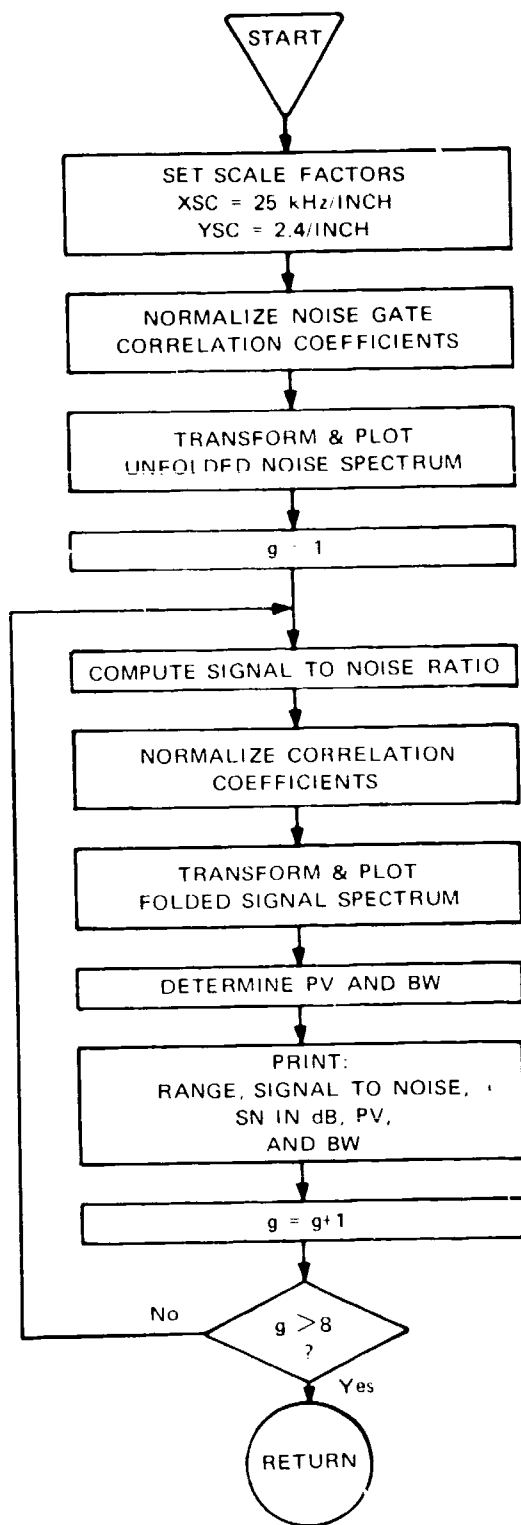 START
SET SCALE FACTORS
XSC = 25 kHz/INCH
YSC = 2.4/INCH
NORMALIZE NOISE GATE
CORRELATION COEFFICIENTS
TRANSFORM & PLOT
UNFOLDED NOISE SPECTRUM
g - 1
COMPUTE SIGNAL TO NOISE RATIO
NORMALIZE CORRELATION
COEFFICIENTS
TRANSFORM & PLOT
FOLDED SIGNAL SPECTRUM
DETERMINE PV AND BW
PRINT:
RANGE, SIGNAL TO NOISE,
SN IN dB, PV,
AND BW
g = g+1
No
g >8
?
Yes
RETURN